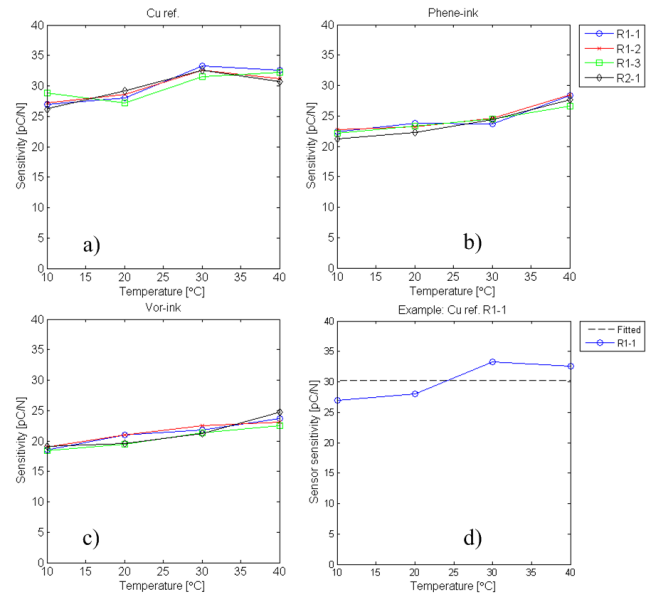 Cu ref.
40
35
30
25
20
15
10
5
0
10 15 20 25 30 35 40
Sensitivity [pC/N]
Temperature [°C]
a)
Phene-ink
40
35
30
25
20
15
10
5
0
10 15 20 25 30 35 40
Sensitivity [pC/N]
Temperature [°C]
b)
R1-1
R1-2
R1-3
R2-1
Vor-ink
40
35
30
25
20
15
10
5
0
10 15 20 25 30 35 40
Sensitivity [pC/N]
Temperature [°C]
c)
Example: Cu ref. R1-1
40
35
30
25
20
15
10
5
0
10 15 20 25 30 35 40
Sensor sensitivity [pC/N]
Temperature [°C]
d)
Fitted
R1-1